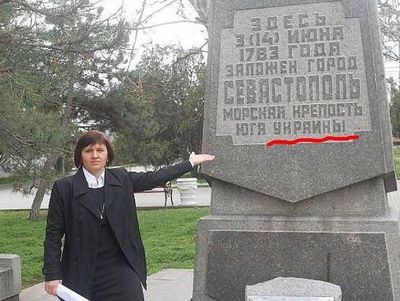 ЗДЕСЬ
3(14) ИЮНЯ
1783 ГОДА
ЗАЛОЖЕН ГОРОД
СЕВАСТОПОЛЬ
МОРСКАЯ КРЕПОСТЬ
ЮГА УКРАИНЫ